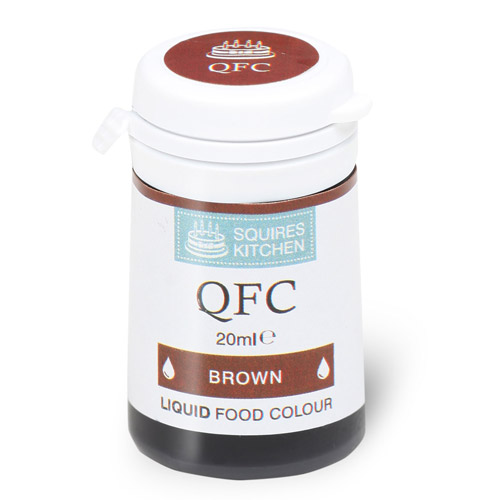 QFC
SQUIRES
KITCHEN
QFC
20ml℮
BROWN
LIQUID FOOD COLOUR